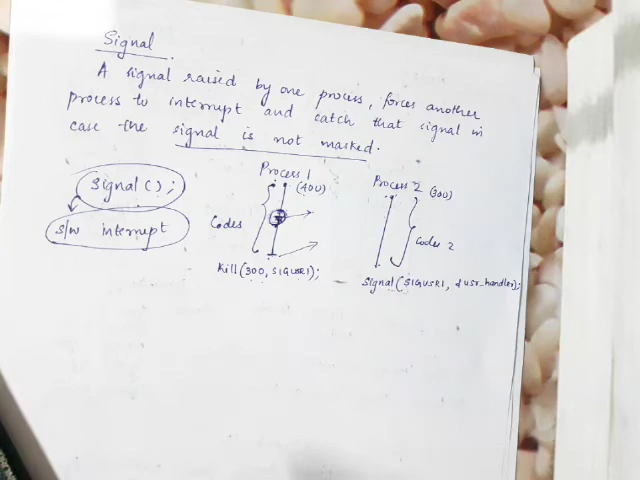 Signal
A signal raised by one process, forces another
process to interrupt and catch that signal in
case the signal is not masked.
Signal();
s/w interrupt
Process 1
(400)
Codes
Kill(300, SIGUSR1);
Process 2 (300)
Codes 2
Signal(SIGUSR1, &usr_handler);